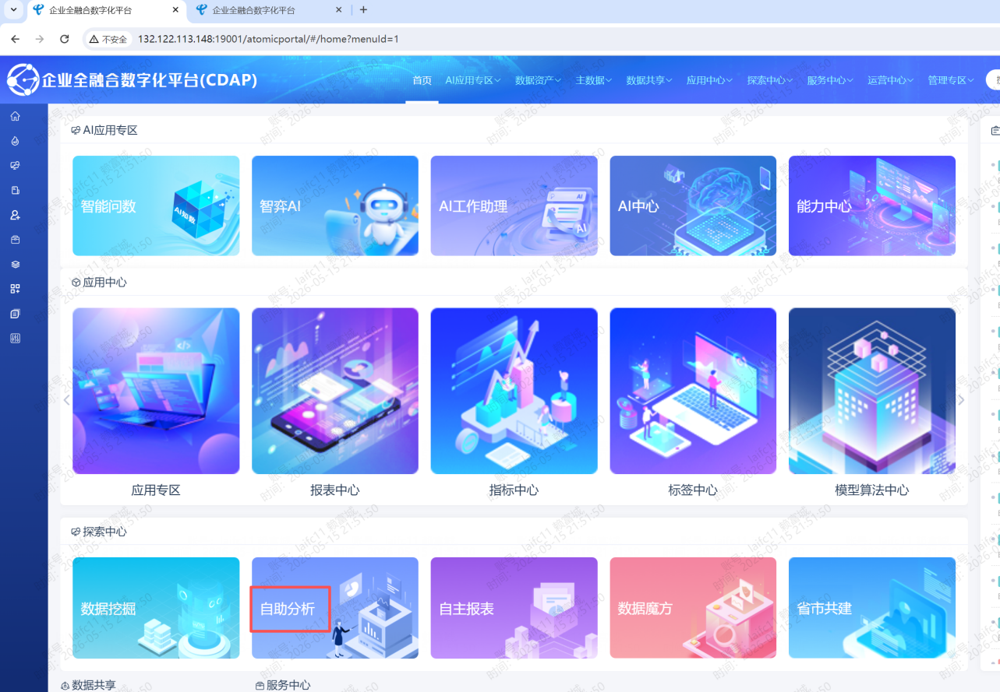 企业全融合数字化平台
企业全融合数字化平台
不安全
132.122.113.148:19001/atomicportal/#/home?menuId=1
企业全融合数字化平台(CDAP)
首页
AI应用专区
数据资产
主数据
数据共享
应用中心
探索中心
服务中心
运营中心
管理专区
AI应用专区
智能问数
AI知数
智弈AI
AI工作助理
AI
AI
AI中心
能力中心
应用中心
应用专区
报表中心
指标中心
标签中心
模型算法中心
探索中心
数据挖掘
自助分析
自主报表
数据魔方
省市共建
数据共享
服务中心
账号：laifc11 赖富城
时间：2026-05-15 21:51:50